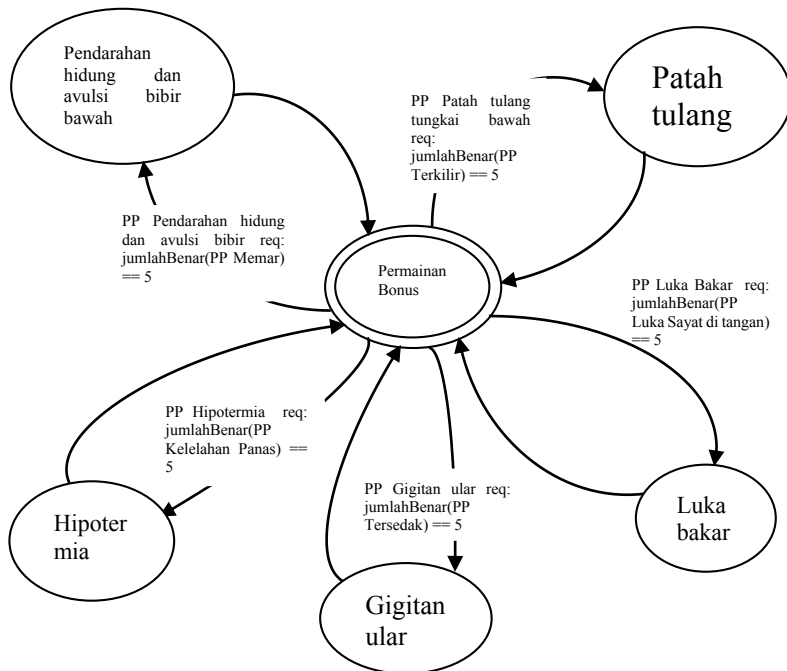 Pendarahan
hidung dan
avulsi bibir
bawah
PP Patah tulang
tungkai bawah
req:
jumlahBenar(PP
Terkilir) == 5
Patah
tulang
PP Pendarahan hidung
dan avulsi bibir req:
jumlahBenar(PP Memar)
== 5
Permainan
Bonus
PP Luka Bakar req:
jumlahBenar(PP
Luka Sayat di tangan)
== 5
PP Hipotermia req:
jumlahBenar(PP
Kelelahan Panas) ==
5
PP Gigitan ular req:
jumlahBenar(PP
Tersedak) == 5
Hipoter
mia
Gigitan
ular
Luka
bakar